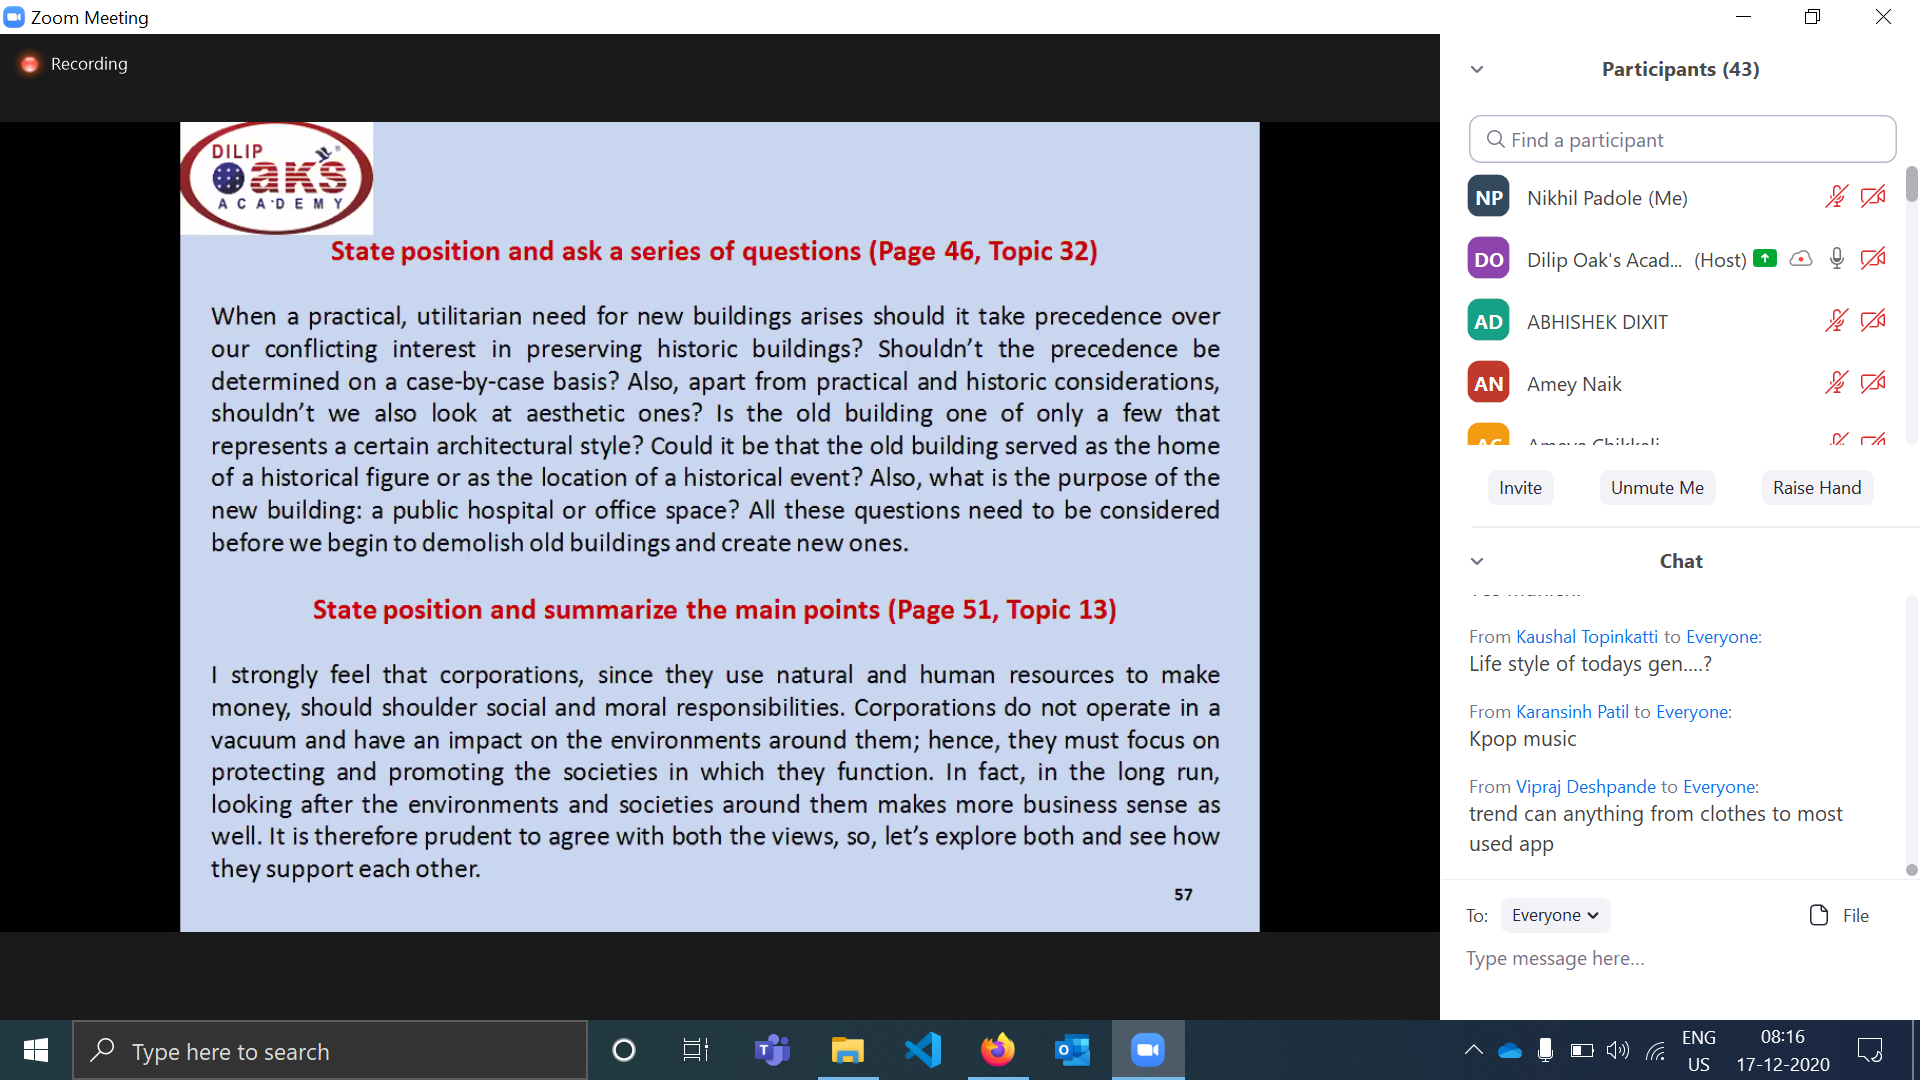 Zoom Meeting
Recording
DILIP
OAKS
ACADEMY
State position and ask a series of questions (Page 46, Topic 32)
When a practical, utilitarian need for new buildings arises should it take precedence over
our conflicting interest in preserving historic buildings? Shouldn't the precedence be
determined on a case-by-case basis? Also, apart from practical and historic considerations,
shouldn't we also look at aesthetic ones? Is the old building one of only a few that
represents a certain architectural style? Could it be that the old building served as the home
of a historical figure or as the location of a historical event? Also, what is the purpose of the
new building: a public hospital or office space? All these questions need to be considered
before we begin to demolish old buildings and create new ones.
State position and summarize the main points (Page 51, Topic 13)
I strongly feel that corporations, since they use natural and human resources to make
money, should shoulder social and moral responsibilities. Corporations do not operate in a
vacuum and have an impact on the environments around them; hence, they must focus on
protecting and promoting the societies in which they function. In fact, in the long run,
looking after the environments and societies around them makes more business sense as
well. It is therefore prudent to agree with both the views, so, let's explore both and see how
they support each other.
57
Participants (43)
Find a participant
NP Nikhil Padole (Me)
DO Dilip Oak's Acad... (Host)
AD ABHISHEK DIXIT
AN Amey Naik
Invite Unmute Me Raise Hand
Chat
From Kaushal Topinkatti to Everyone:
Life style of todays gen....?
From Karansinh Patil to Everyone:
Kpop music
From Vipraj Deshpande to Everyone:
trend can anything from clothes to most
used app
To: Everyone File
Type message here...
Type here to search
ENG
US
08:16
17-12-2020